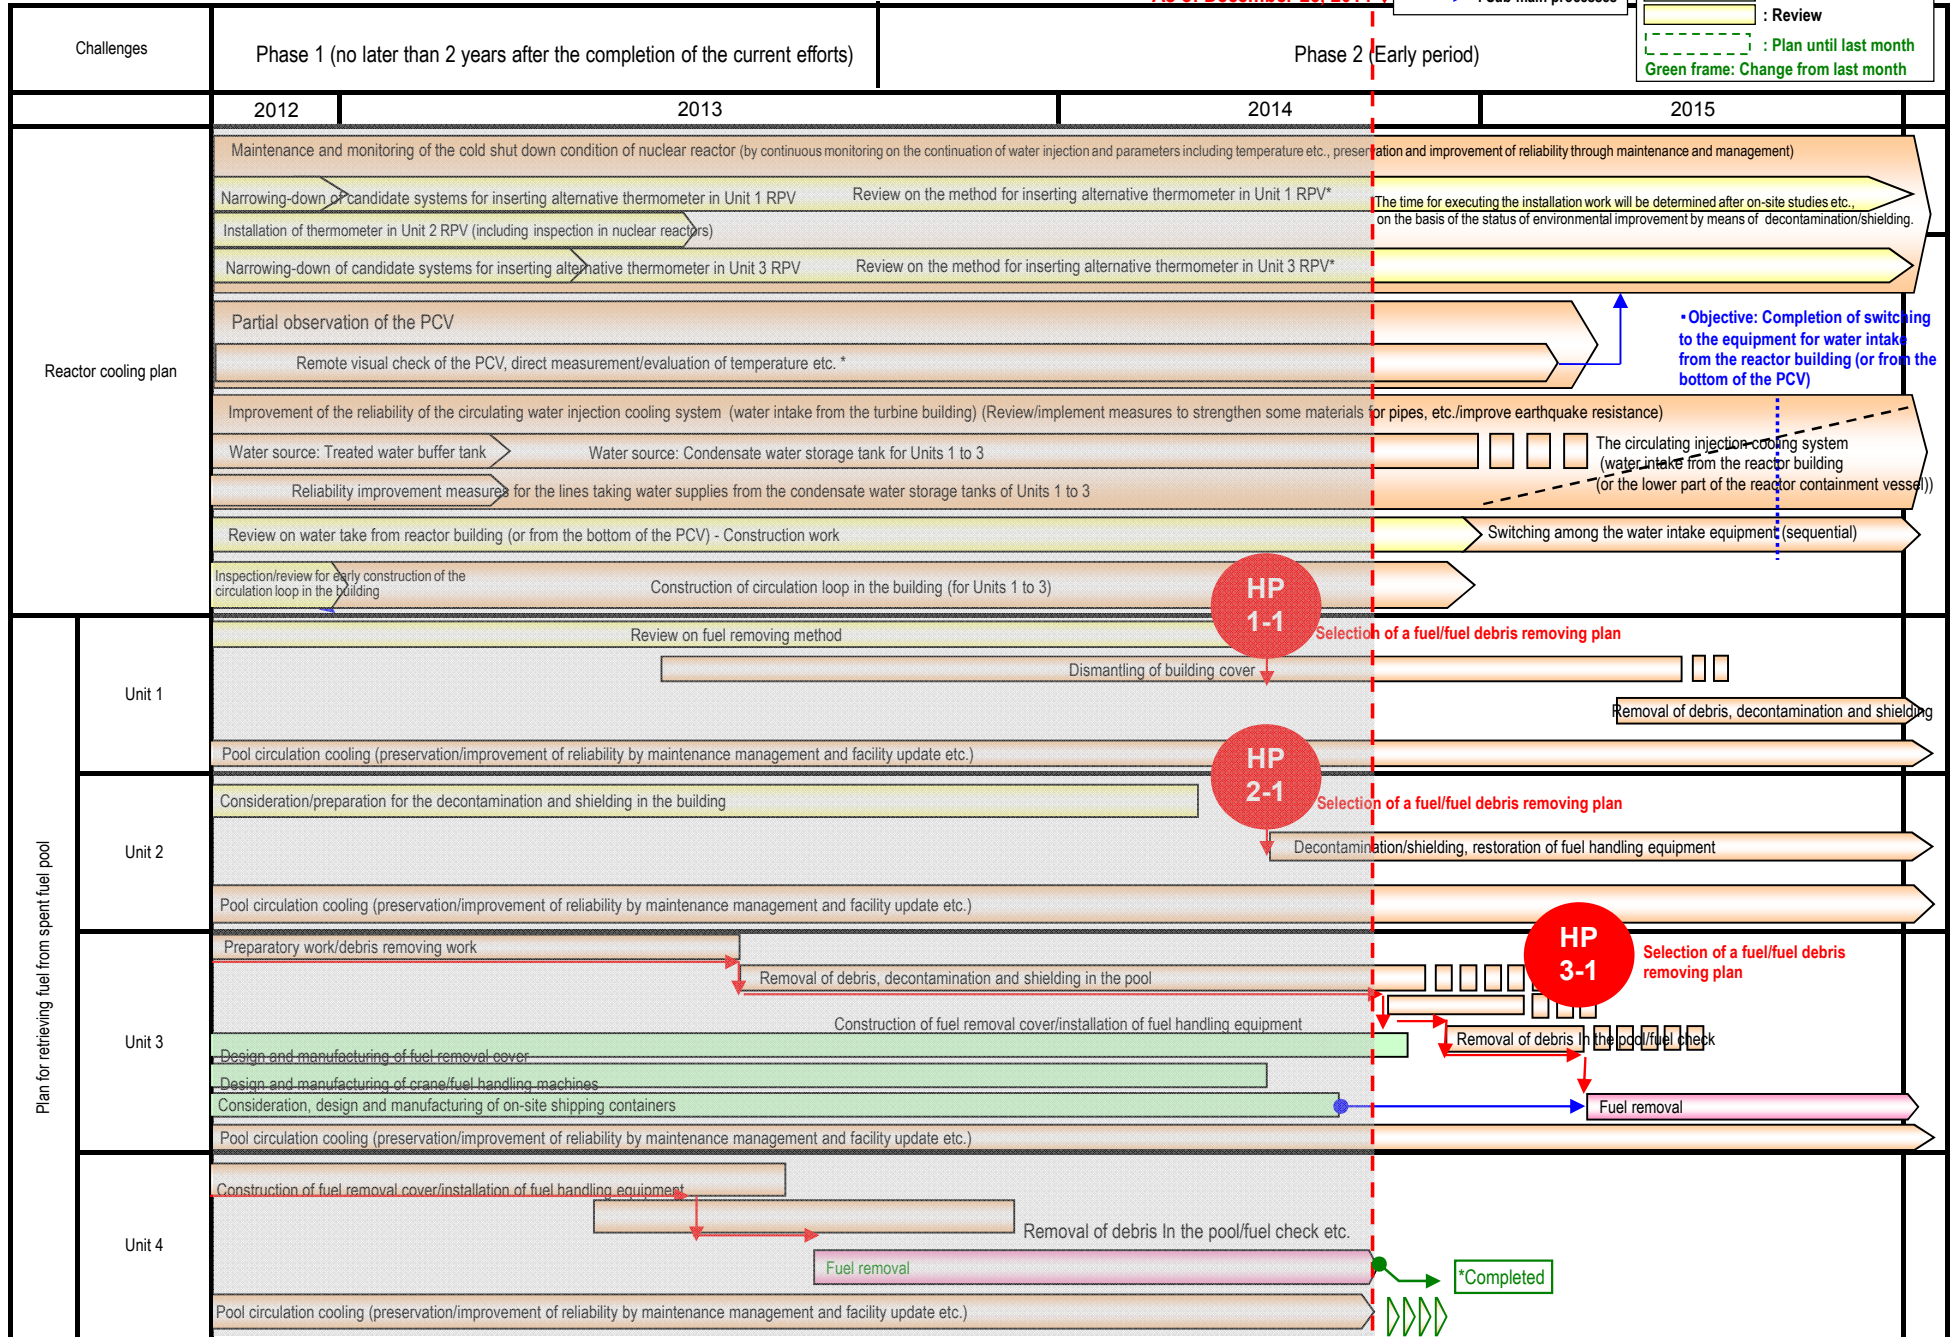 : Review
: Plan until last month
Green frame: Change from last month
Challenges
Phase 1 (no later than 2 years after the completion of the current efforts)
Phase 2 (Early period)
2012
2013
2014
2015
Reactor cooling plan
Maintenance and monitoring of the cold shut down condition of nuclear reactor (by continuous monitoring on the continuation of water injection and parameters including temperature etc., preservation and improvement of reliability through maintenance and management)
Narrowing-down of candidate systems for inserting alternative thermometer in Unit 1 RPV
Review on the method for inserting alternative thermometer in Unit 1 RPV*
The time for executing the installation work will be determined after on-site studies etc.,
on the basis of the status of environmental improvement by means of decontamination/shielding.
Installation of thermometer in Unit 2 RPV (including inspection in nuclear reactors)
Narrowing-down of candidate systems for inserting alternative thermometer in Unit 3 RPV
Review on the method for inserting alternative thermometer in Unit 3 RPV*
Partial observation of the PCV
Remote visual check of the PCV, direct measurement/evaluation of temperature etc. *
・Objective: Completion of switching
to the equipment for water intake
from the reactor building (or from the
bottom of the PCV)
Improvement of the reliability of the circulating water injection cooling system (water intake from the turbine building) (Review/implement measures to strengthen some materials for pipes, etc./improve earthquake resistance)
Water source: Treated water buffer tank
Water source: Condensate water storage tank for Units 1 to 3
The circulating injection cooling system
(water intake from the reactor building
(or the lower part of the reactor containment vessel))
Reliability improvement measures for the lines taking water supplies from the condensate water storage tanks of Units 1 to 3
Review on water take from reactor building (or from the bottom of the PCV) - Construction work
Switching among the water intake equipment (sequential)
Inspection/review for early construction of the
circulation loop in the building
Construction of circulation loop in the building (for Units 1 to 3)
Plan for retrieving fuel from spent fuel pool
Unit 1
HP
1-1
Review on fuel removing method
Selection of a fuel/fuel debris removing plan
Dismantling of building cover
Removal of debris, decontamination and shielding
Pool circulation cooling (preservation/improvement of reliability by maintenance management and facility update etc.)
Unit 2
HP
2-1
Consideration/preparation for the decontamination and shielding in the building
Selection of a fuel/fuel debris removing plan
Decontamination/shielding, restoration of fuel handling equipment
Pool circulation cooling (preservation/improvement of reliability by maintenance management and facility update etc.)
Unit 3
Preparatory work/debris removing work
HP
3-1
Selection of a fuel/fuel debris
removing plan
Removal of debris, decontamination and shielding in the pool
Construction of fuel removal cover/installation of fuel handling equipment
Removal of debris In the pool/fuel check
Design and manufacturing of fuel removal cover
Design and manufacturing of crane/fuel handling machines
Consideration, design and manufacturing of on-site shipping containers
Fuel removal
Pool circulation cooling (preservation/improvement of reliability by maintenance management and facility update etc.)
Unit 4
Construction of fuel removal cover/installation of fuel handling equipment
Removal of debris In the pool/fuel check etc.
Fuel removal
*Completed
Pool circulation cooling (preservation/improvement of reliability by maintenance management and facility update etc.)